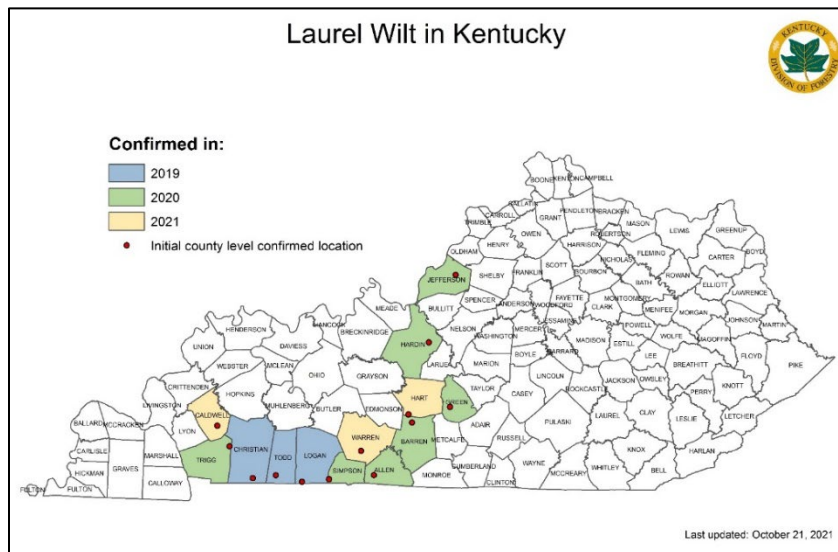 Laurel Wilt in Kentucky
KENTUCKY
DIVISION OF FORESTRY
Confirmed in:
2019
2020
2021
Initial county level confirmed location
BOONE
KENTON
CAMPBELL
GALLATIN
PENDLETON
BRACKEN
CARROLL
GRANT
MASON
TRIMBLE
OWEN
ROBERTSON
LEWIS
GREENUP
HENRY
HARRISON
FLEMING
BOYD
OLDHAM
NICHOLAS
CARTER
SCOTT
ROWAN
JEFFERSON
SHELBY
FRANKLIN
BOURBON
BATH
ELLIOTT
LAWRENCE
SPENCER
ANDERSON
WOODFORD
FAYETTE
MONTGOMERY
MENIFEE
MEADE
BULLITT
CLARK
MORGAN
JOHNSON
MARTIN
HANCOCK
BRECKINRIDGE
NELSON
MERCER
JESSAMINE
POWELL
HENDERSON
HARDIN
WASHINGTON
MADISON
ESTILL
WOLFE
MAGOFFIN
UNION
DAVIESS
LARUE
MARION
BOYLE
GARRARD
LEE
BREATHITT
FLOYD
PIKE
WEBSTER
MCLEAN
OHIO
GRAYSON
TAYLOR
LINCOLN
JACKSON
OWSLEY
KNOTT
CRITTENDEN
HOPKINS
HART
GREEN
CASEY
ROCKCASTLE
PERRY
LIVINGSTON
CALDWELL
MUHLENBERG
BUTLER
EDMONSON
ADAIR
PULASKI
LAUREL
CLAY
LESLIE
LETCHER
BALLARD
MCCRACKEN
LYON
CHRISTIAN
TODD
LOGAN
WARREN
BARREN
METCALFE
RUSSELL
KNOX
HARLAN
CARLISLE
MARSHALL
TRIGG
SIMPSON
ALLEN
MONROE
CUMBERLAND
WAYNE
WHITLEY
BELL
HICKMAN
GRAVES
CALLOWAY
CLINTON
MCCREARY
FULTON
FULTON
Last updated: October 21, 2021